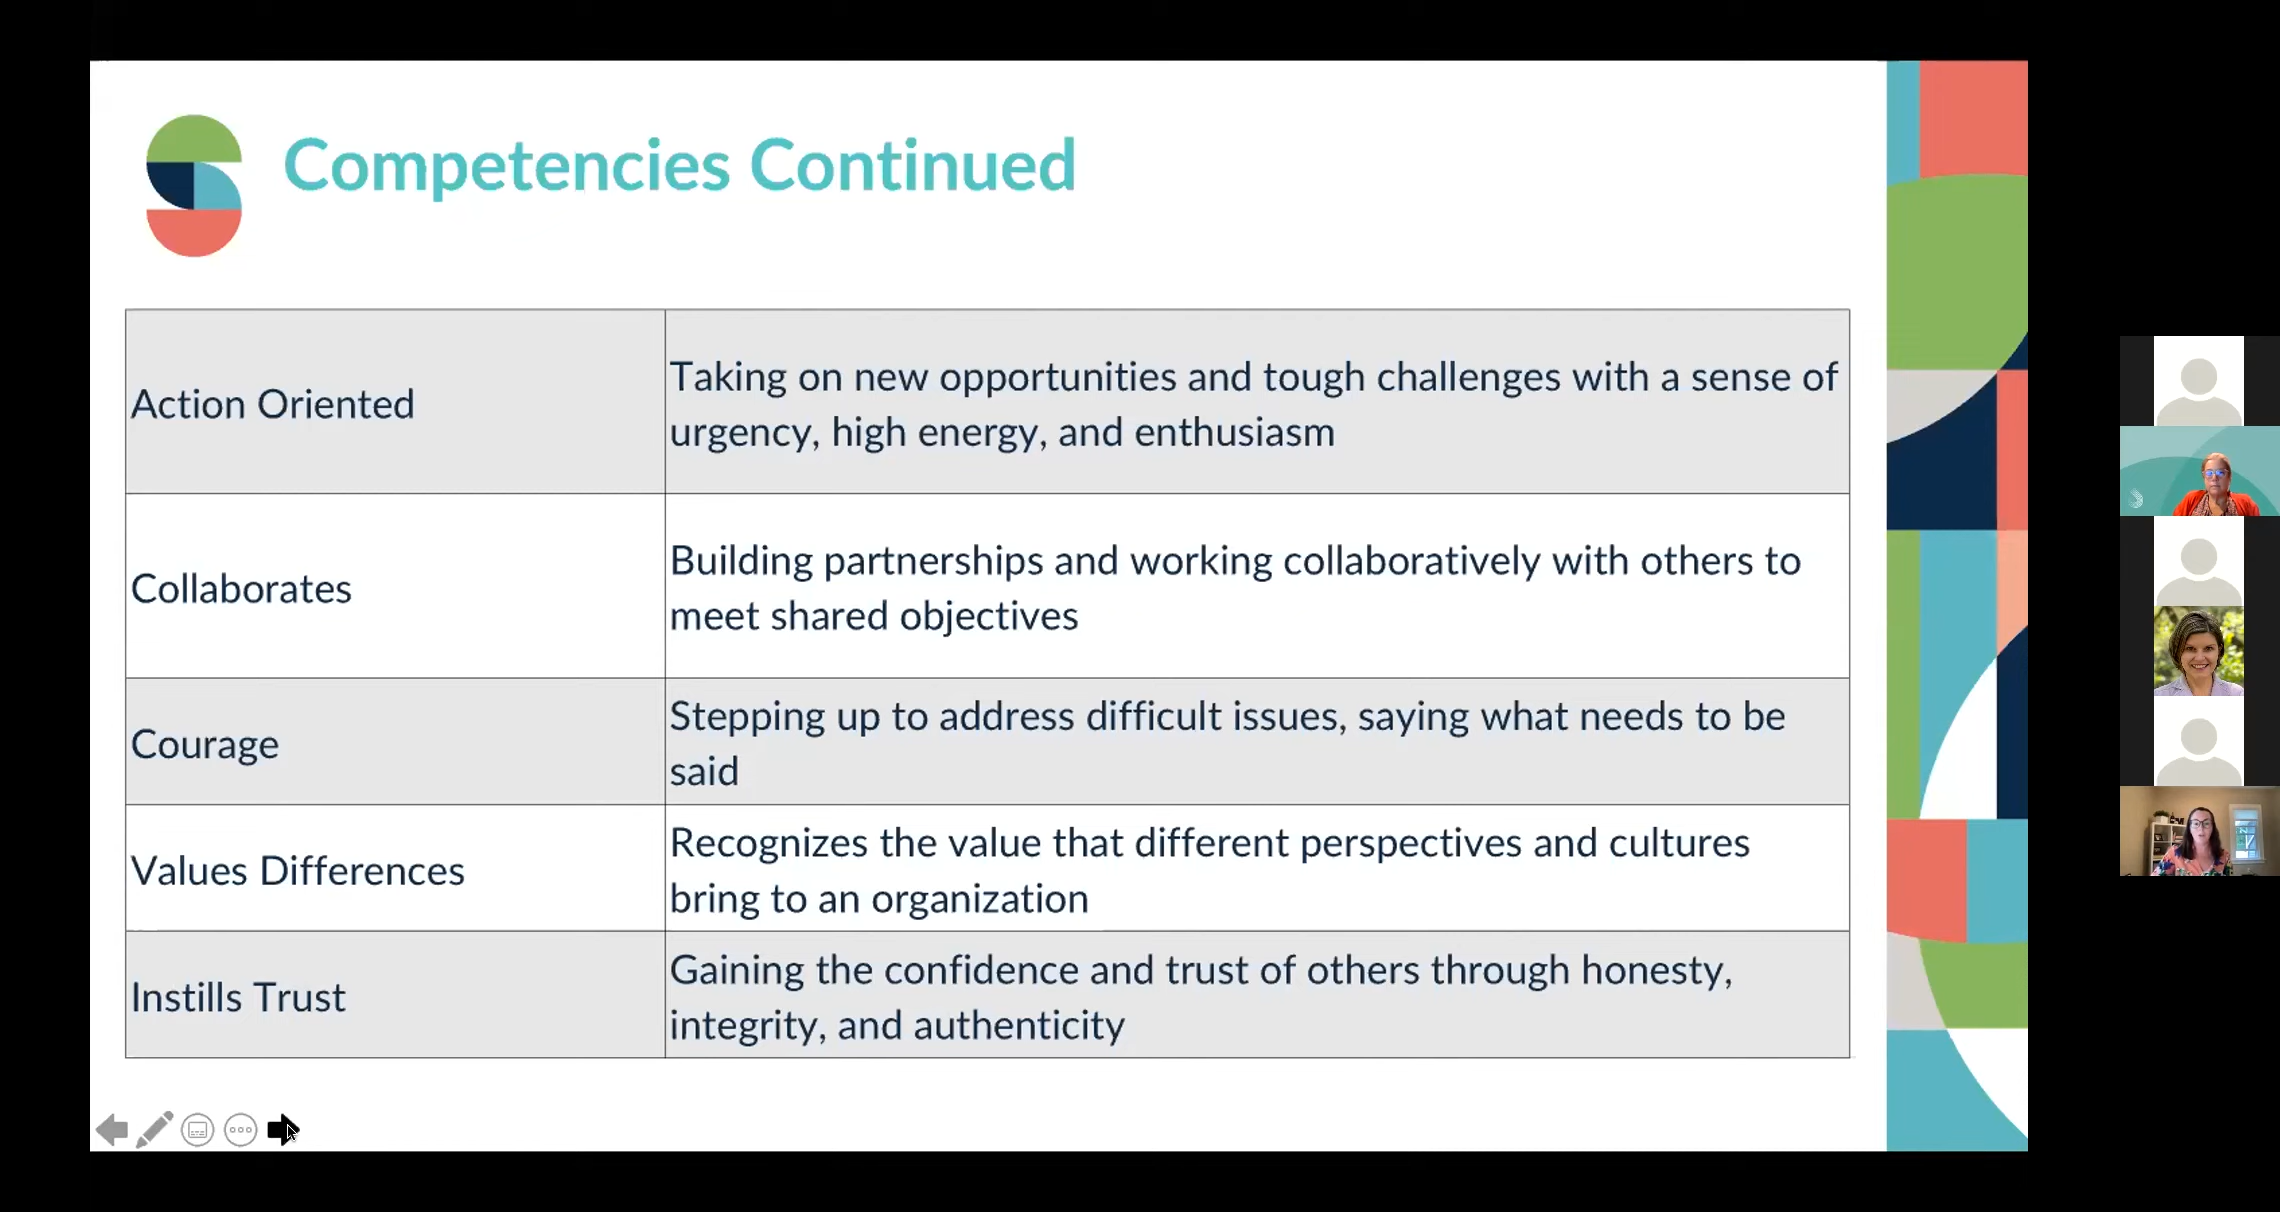 Competencies Continued
Action Oriented
Taking on new opportunities and tough challenges with a sense of
urgency, high energy, and enthusiasm
Collaborates
Building partnerships and working collaboratively with others to
meet shared objectives
Courage
Stepping up to address difficult issues, saying what needs to be
said
Values Differences
Recognizes the value that different perspectives and cultures
bring to an organization
Instills Trust
Gaining the confidence and trust of others through honesty,
integrity, and authenticity